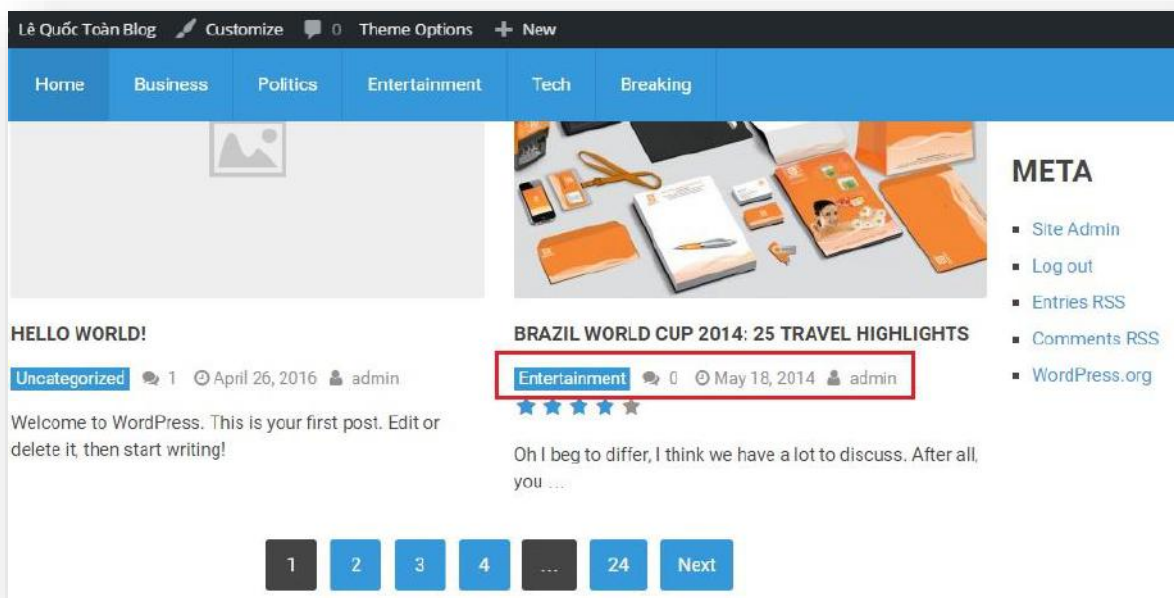 Lê Quốc Toàn Blog Customize 0 Theme Options New
Home Business Politics Entertainment Tech Breaking
HELLO WORLD!
Uncategorized 1 April 26, 2016 admin
Welcome to WordPress. This is your first post. Edit or
delete it, then start writing!
BRAZIL WORLD CUP 2014: 25 TRAVEL HIGHLIGHTS
Entertainment 0 May 18, 2014 admin
Oh I beg to differ, I think we have a lot to discuss. After all,
you …
META
Site Admin
Log out
Entries RSS
Comments RSS
WordPress.org
1 2 3 4 … 24 Next